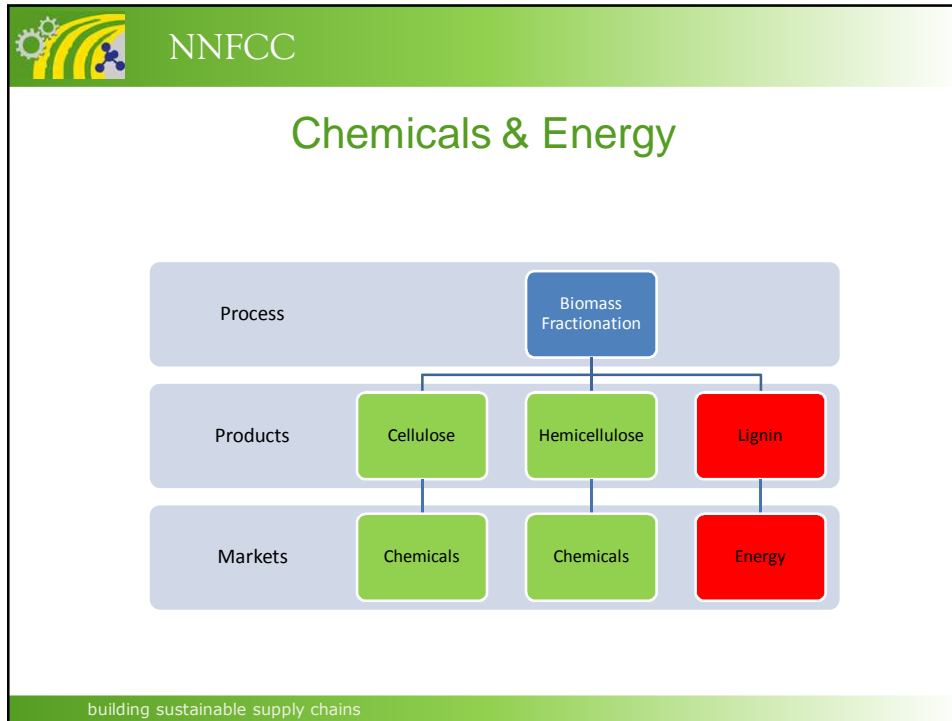 NNFCC
Chemicals & Energy
Process
Biomass
Fractionation
Products
Cellulose
Hemicellulose
Lignin
Markets
Chemicals
Chemicals
Energy
building sustainable supply chains